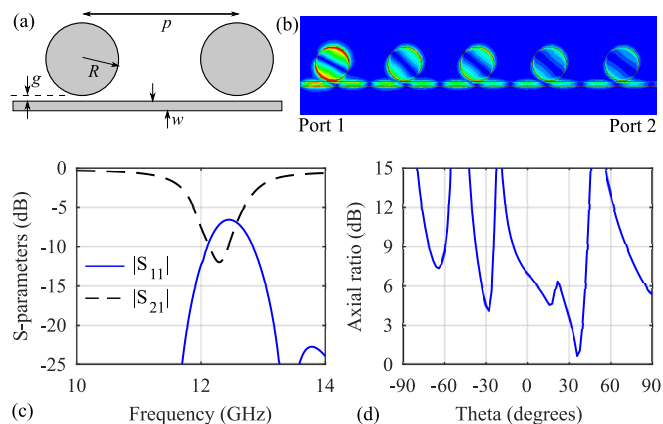 (a)
p
R
g
w
(b)
Port 1
Port 2
0
-5
-10
-15
-20
-25
S-parameters (dB)
|S11|
|S21|
10
12
14
(c)
Frequency (GHz)
15
12
9
6
3
0
Axial ratio (dB)
-90
-60
-30
0
30
60
90
(d)
Theta (degrees)